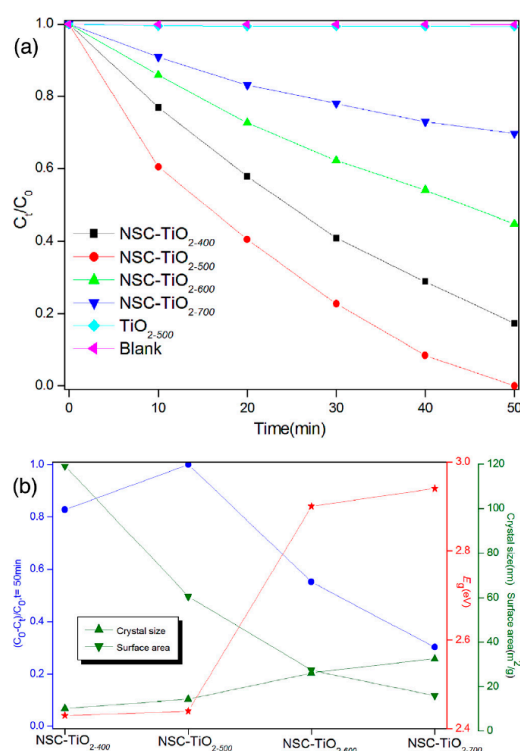 (a)
1.0
0.8
0.6
0.4
0.2
0.0
Ct/C0
NSC-TiO2-400
NSC-TiO2-500
NSC-TiO2-600
NSC-TiO2-700
TiO2-500
Blank
0 10 20 30 40 50
Time(min)
(b)
1.0
0.8
0.6
0.4
0.2
0.0
(C0-Ct)/C0,t= 50min
Crystal size
Surface area
3.0
2.8
2.6
2.4
Eg(eV)
120
100
80
60
40
20
0
Crystal size(nm)
Surface area(m2/g)
NSC-TiO2-400 NSC-TiO2-500 NSC-TiO2-600 NSC-TiO2-700